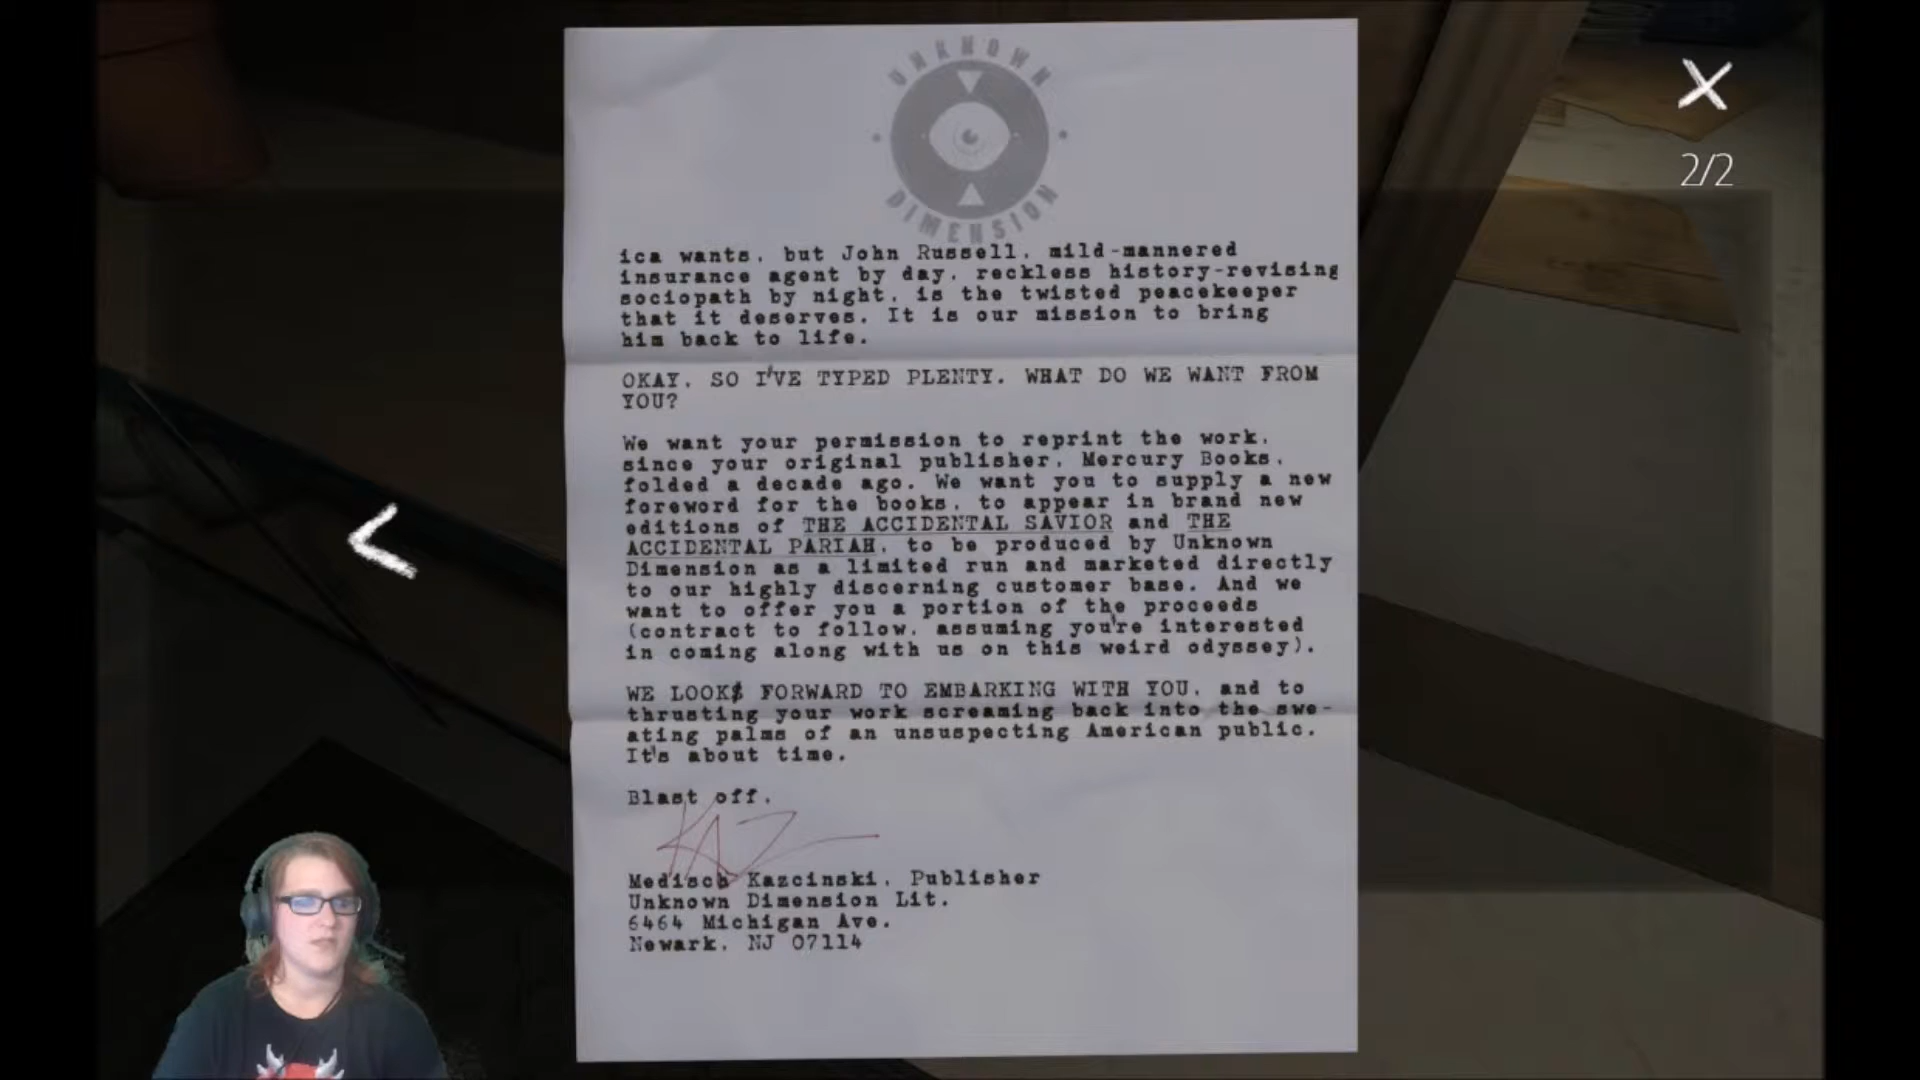 UNKNOWN
DIMENSION
2/2
ica wants, but John Russell, mild-mannered
insurance agent by day, reckless history-revising
sociopath by night, is the twisted peacekeeper
that it deserves. It is our mission to bring
him back to life.
OKAY, SO I'VE TYPED PLENTY. WHAT DO WE WANT FROM
YOU?
We want your permission to reprint the work,
since your original publisher, Mercury Books,
folded a decade ago. We want you to supply a new
foreword for the books, to appear in brand new
editions of THE ACCIDENTAL SAVIOR and THE
ACCIDENTAL PARIAH, to be produced by Unknown
Dimension as a limited run and marketed directly
to our highly discerning customer base. And we
want to offer you a portion of the proceeds
(contract to follow, assuming you're interested
in coming along with us on this weird odyssey).
WE LOOK$ FORWARD TO EMBARKING WITH YOU, and to
thrusting your work screaming back into the swe-
ating palms of an unsuspecting American public.
It's about time.
Blast off,
KAZ
Medisch Kazcinski, Publisher
Unknown Dimension Lit.
6464 Michigan Ave.
Newark, NJ 07114